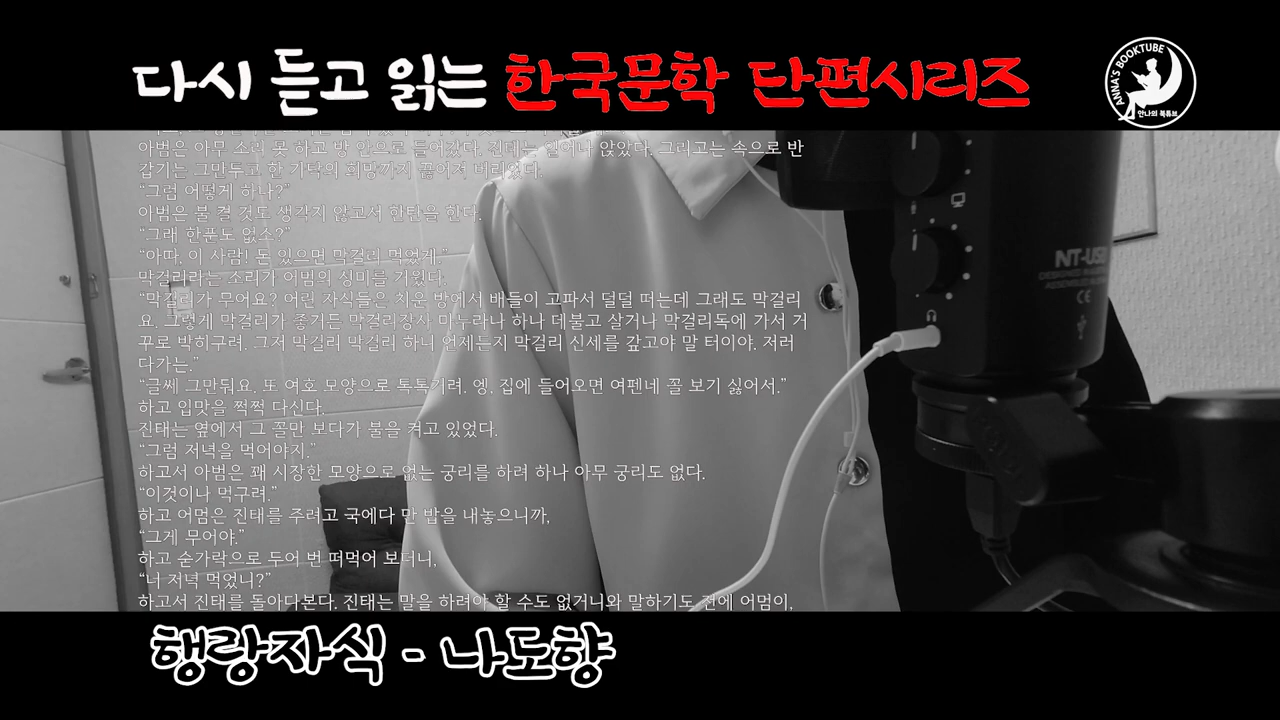 다시 듣고 읽는 한국문학 단편시리즈
ANNA'S BOOKTUBE
안나의 북튜브
아범은 아무 소리 못 하고 방 안으로 들어갔다. 진태는 일어나 앉았다. 그리고는 속으로 반
갑기는 그만두고 한 가닥의 희망까지 끊어져 버리었다.
“그럼 어떻게 하나?”
아범은 불 켤 것도 생각지 않고서 한탄을 한다.
“그래 한푼도 없소?”
“아따, 이 사람! 돈 있으면 막걸리 먹었게.”
막걸리라는 소리가 어멈의 성미를 거웠다.
“막걸리가 무어요? 어린 자식들은 치운 방에서 배들이 고파서 덜덜 떠는데 그래도 막걸리
요. 그렇게 막걸리가 좋거든 막걸리장사 마누라나 하나 데불고 살거나 막걸리독에 가서 거
꾸로 박히구려. 그저 막걸리 막걸리 하니 언제든지 막걸리 신세를 갚고야 말 터이야. 저러
다가는.”
“글쎄 그만둬요. 또 여호 모양으로 톡톡거려. 엥, 집에 들어오면 여펜네 꼴 보기 싫어서.”
하고 입맛을 쩍쩍 다신다.
진태는 옆에서 그 꼴만 보다가 불을 켜고 있었다.
“그럼 저녁을 먹어야지.”
하고서 아범은 꽤 시장한 모양으로 없는 궁리를 하려 하나 아무 궁리도 없다.
“이것이나 먹구려.”
하고 어멈은 진태를 주려고 국에다 만 밥을 내놓으니까,
“그게 무어야.”
하고 숟가락으로 두어 번 떠먹어 보더니,
“너 저녁 먹었니?”
하고서 진태를 돌아다본다. 진태는 말을 하려야 할 수도 없거니와 말하기도 전에 어멈이,
NT-USB
CE
행랑자식 - 나도향